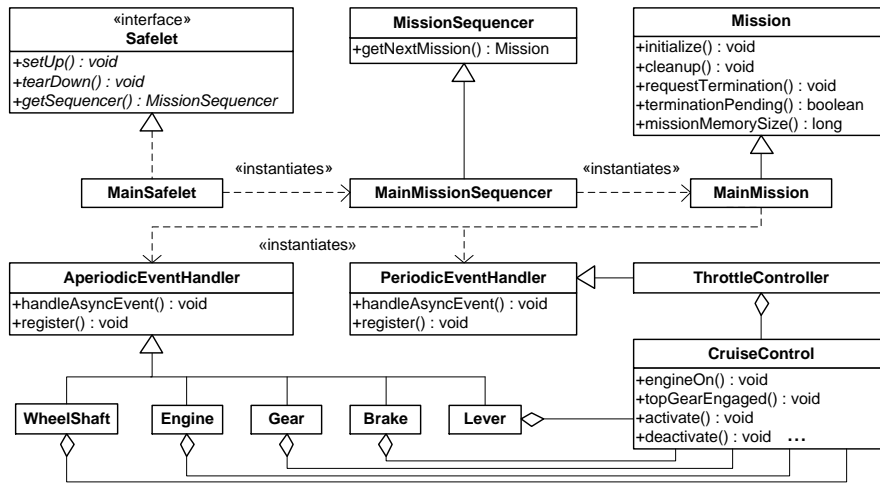 «interface»
Safelet
+setUp() : void
+tearDown() : void
+getSequencer() : MissionSequencer
MissionSequencer
+getNextMission() : Mission
Mission
+initialize() : void
+cleanup() : void
+requestTermination() : void
+terminationPending() : boolean
+missionMemorySize() : long
«instantiates»
«instantiates»
MainSafelet
MainMissionSequencer
MainMission
«instantiates»
AperiodicEventHandler
+handleAsyncEvent() : void
+register() : void
PeriodicEventHandler
+handleAsyncEvent() : void
+register() : void
ThrottleController
CruiseControl
+engineOn() : void
+topGearEngaged() : void
+activate() : void
+deactivate() : void ...
WheelShaft
Engine
Gear
Brake
Lever